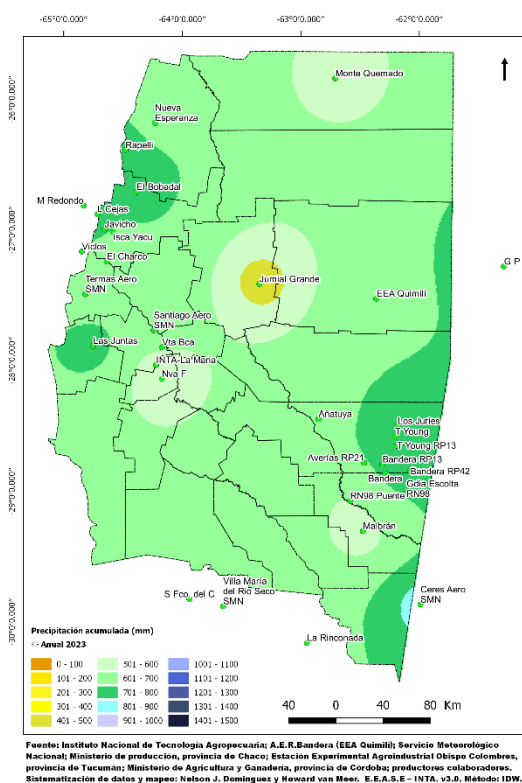 -65°0'0.000" -64°0'0.000" -63°0'0.000" -62°0'0.000"
-26°0'0.000"
-27°0'0.000"
-28°0'0.000"
-29°0'0.000"
-30°0'0.000"
Monte Quemado
Nueva
Esperanza
Rapelli
El Bobadal
M Redondo
L Cejas
Javicho
Isca Yacu
Viclos
El Charco
Termas Aero
SMN
Jumial Grande
G P
EEA Quimilí
Santiago Aero
SMN
Las Juntas
Vta Bca
INTA-La María
Nva F
Añatuya
Los Juríes
T Young
T Young RP13
Averías RP21
Bandera RP13
Bandera RP42
Bandera
Gdia Escolta
RN98
RN98 Puente
Malbrán
S Fco. del C
Villa María
del Río Seco
SMN
Ceres Aero
SMN
La Rinconada
Precipitación acumulada (mm)
Anual 2023
0 - 100 501 - 600 1001 - 1100
101 - 200 601 - 700 1101 - 1200
201 - 300 701 - 800 1201 - 1300
301 - 400 801 - 900 1301 - 1400
401 - 500 901 - 1000 1401 - 1500
40 0 40 80 Km
Fuente: Instituto Nacional de Tecnología Agropecuaria; A.E.R.Bandera (EEA Quimilí); Servicio Meteorológico
Nacional; Ministerio de producción, provincia de Chaco; Estación Experimental Agroindustrial Obispo Colombres,
provincia de Tucumán; Ministerio de Agricultura y Ganadería, provincia de Córdoba; productores colaboradores.
Sistematización de datos y mapeo: Nelson J. Domínguez y Howard van Meer. E.E.A.S.E – INTA. v3.0. Método: IDW.